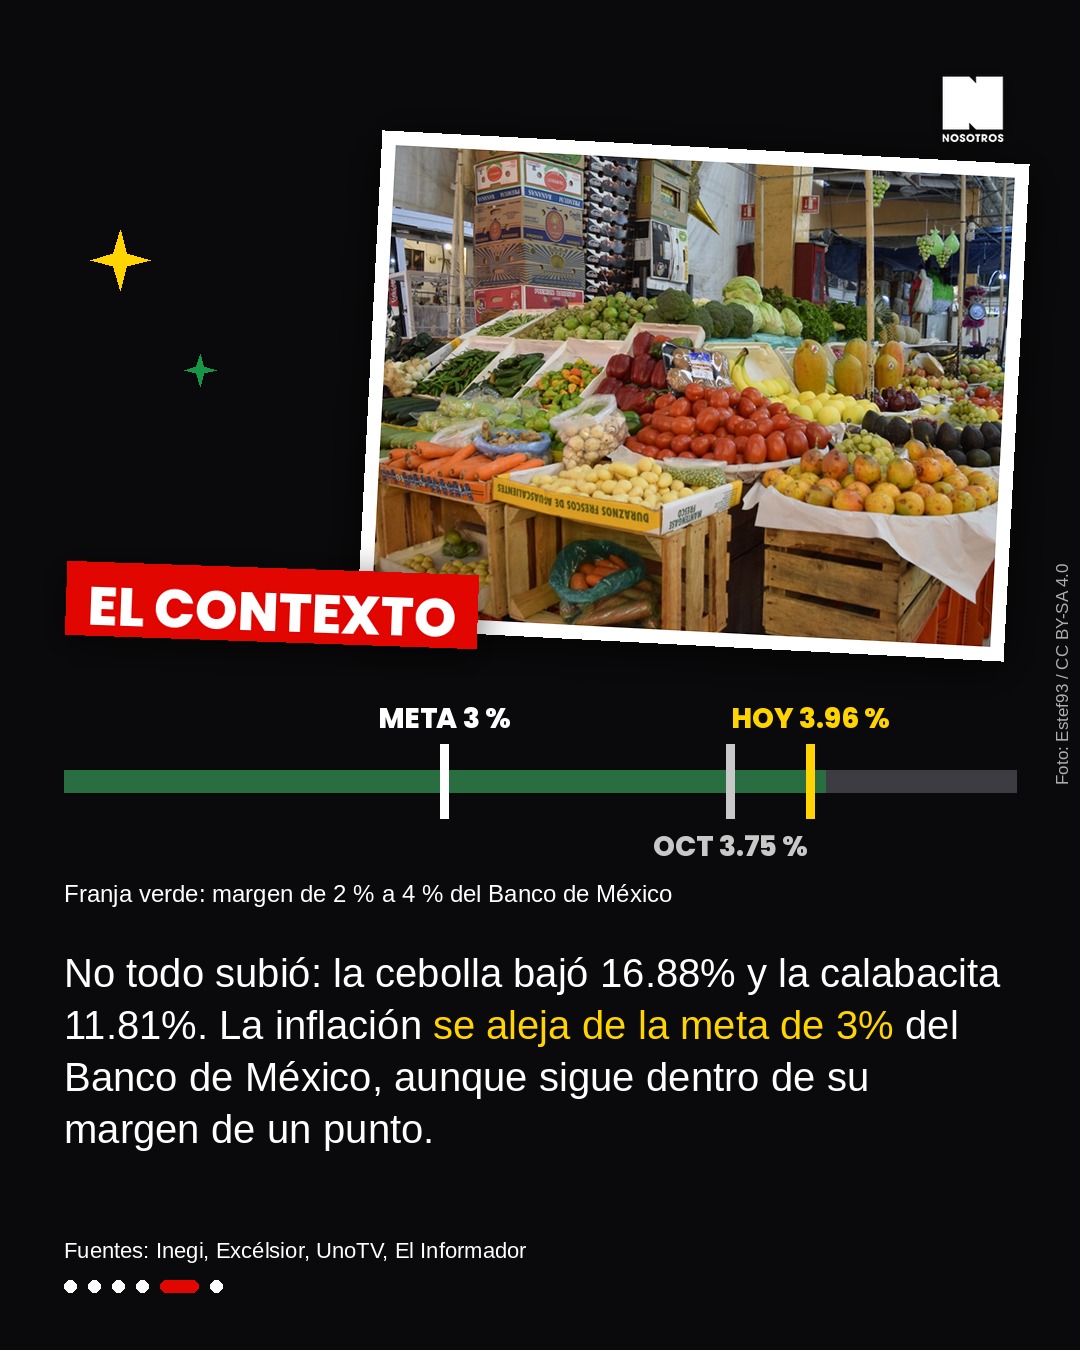 NOSOTROS
DURAZNOS FRESCOS DE AGUASCALIENTES
MANTENGASE
FRESCO
EL CONTEXTO
Foto: Estef93 / CC BY-SA 4.0
META 3 %
HOY 3.96 %
OCT 3.75 %
Franja verde: margen de 2 % a 4 % del Banco de México
No todo subió: la cebolla bajó 16.88% y la calabacita
11.81%. La inflación se aleja de la meta de 3% del
Banco de México, aunque sigue dentro de su
margen de un punto.
Fuentes: Inegi, Excélsior, UnoTV, El Informador